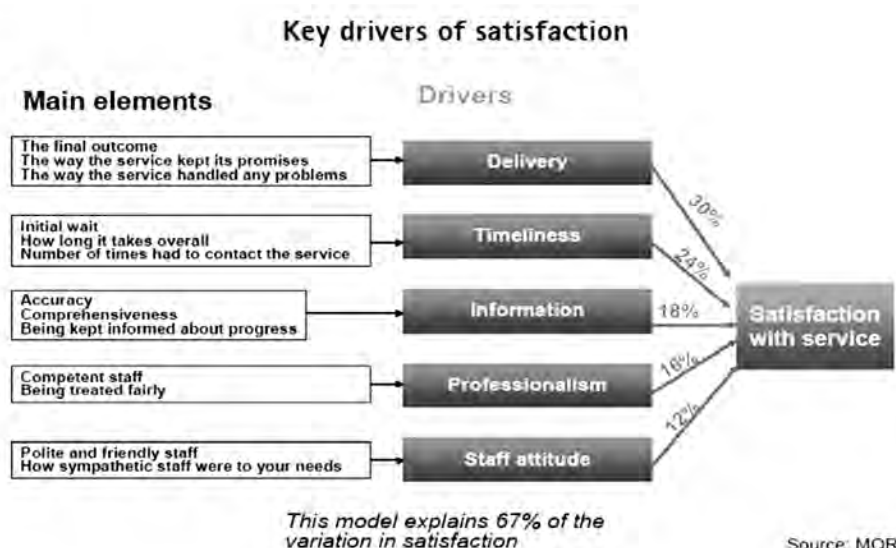 Key drivers of satisfaction
Main elements
Drivers
The final outcome
The way the service kept its promises
The way the service handled any problems
Delivery
30%
Initial wait
How long it takes overall
Number of times had to contact the service
Timeliness
24%
Accuracy
Comprehensiveness
Being kept informed about progress
Information
18%
Satisfaction
with service
Competent staff
Being treated fairly
Professionalism
16%
Polite and friendly staff
How sympathetic staff were to your needs
Staff attitude
12%
This model explains 67% of the
variation in satisfaction
Source: MOR